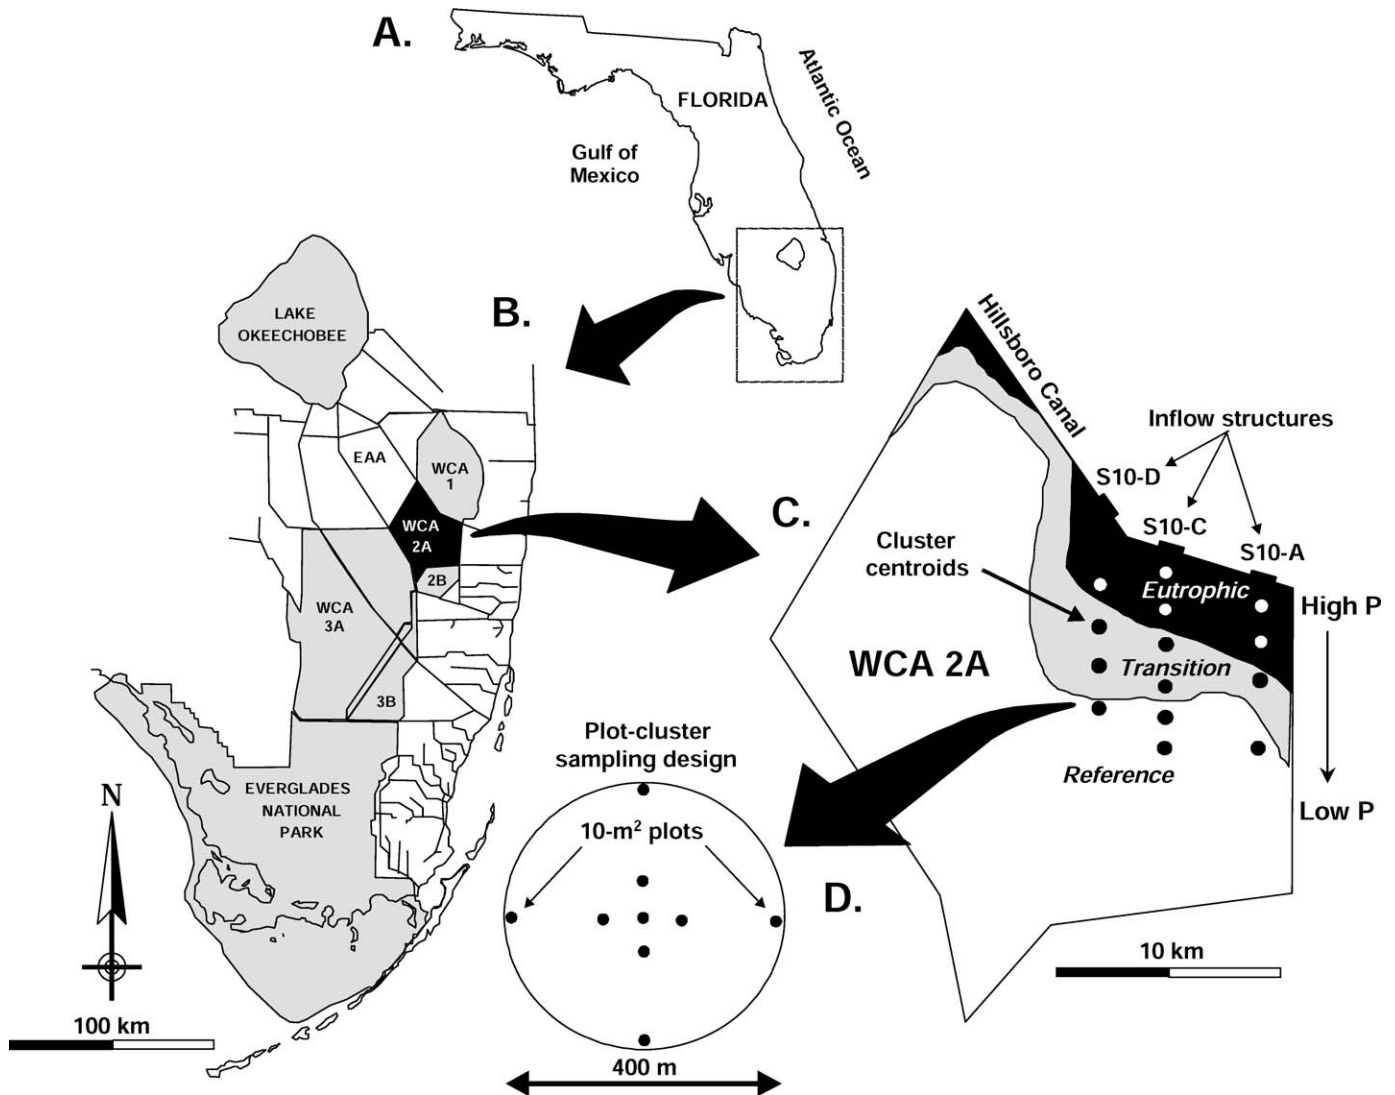 A.
FLORIDA
Atlantic Ocean
Gulf of
Mexico
B.
LAKE
OKEECHOBEE
EAA
WCA
1
WCA
2A
2B
WCA
3A
3B
EVERGLADES
NATIONAL
PARK
N
100 km
C.
Hillsboro Canal
Inflow structures
S10-D
S10-C
S10-A
Cluster
centroids
Eutrophic
High P
WCA 2A
Transition
Reference
Low P
10 km
D.
Plot-cluster
sampling design
10-m² plots
400 m